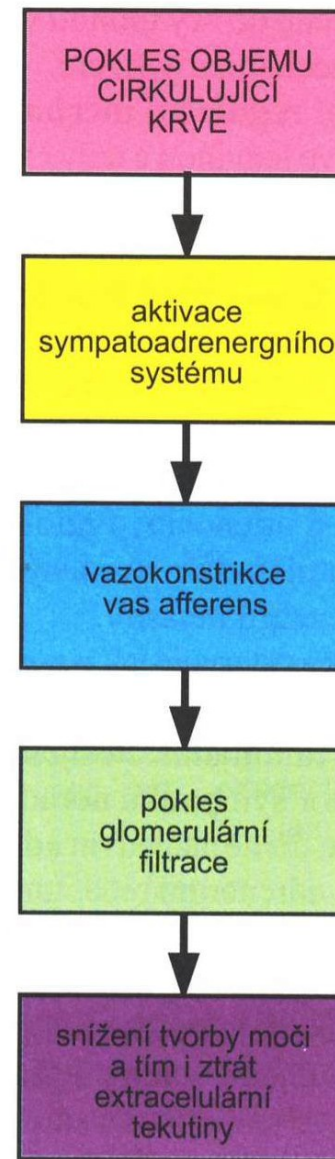 POKLES OBJEMU
CIRKULUJÍCÍ
KRVE
aktivace
sympatoadrenergního
systému
vazokonstrikce
vas afferens
pokles
glomerulární
filtrace
snížení tvorby moči
a tím i ztrát
extracelulární
tekutiny